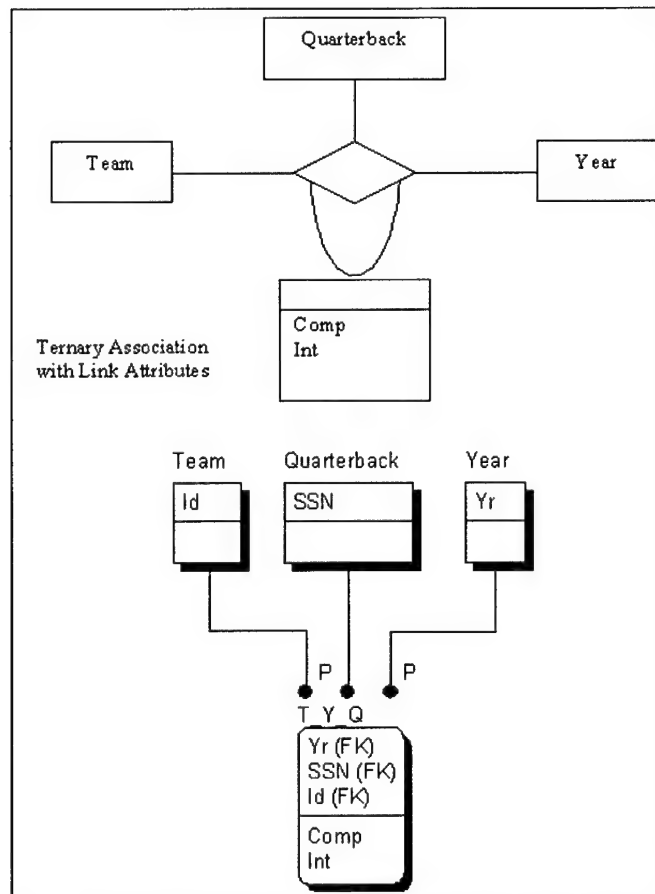 Quarterback
Team
Year
Comp
Int
Ternary Association
with Link Attributes
Team
Quarterback
Year
Id
SSN
Yr
P
P
T_Y_Q
Yr (FK)
SSN (FK)
Id (FK)
Comp
Int